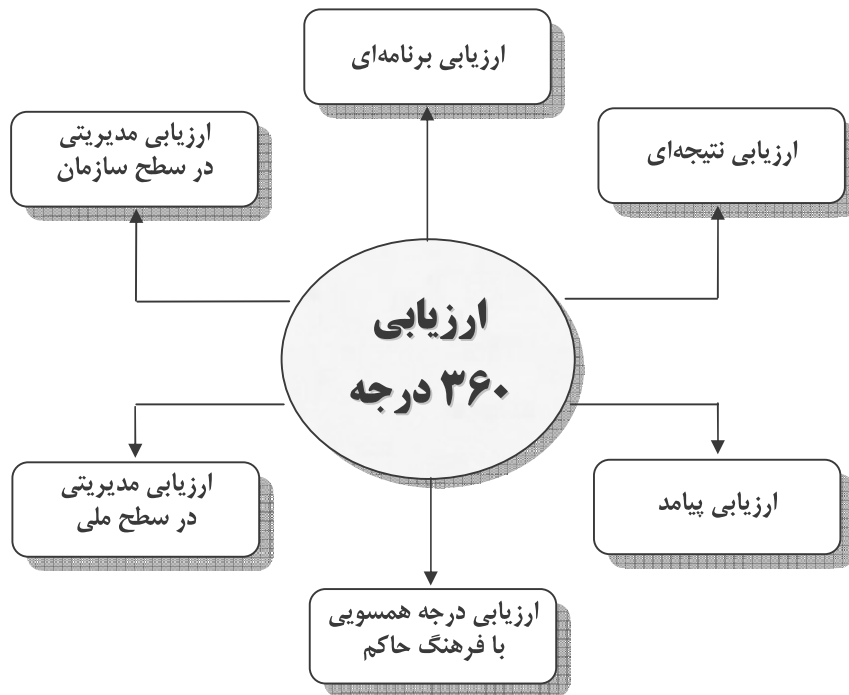 ارزیابی برنامه‌ای
ارزیابی نتیجه‌ای
ارزیابی مدیریتی
در سطح سازمان
ارزیابی
۳۶۰ درجه
ارزیابی پیامد
ارزیابی مدیریتی
در سطح ملی
ارزیابی درجه همسویی
با فرهنگ حاکم